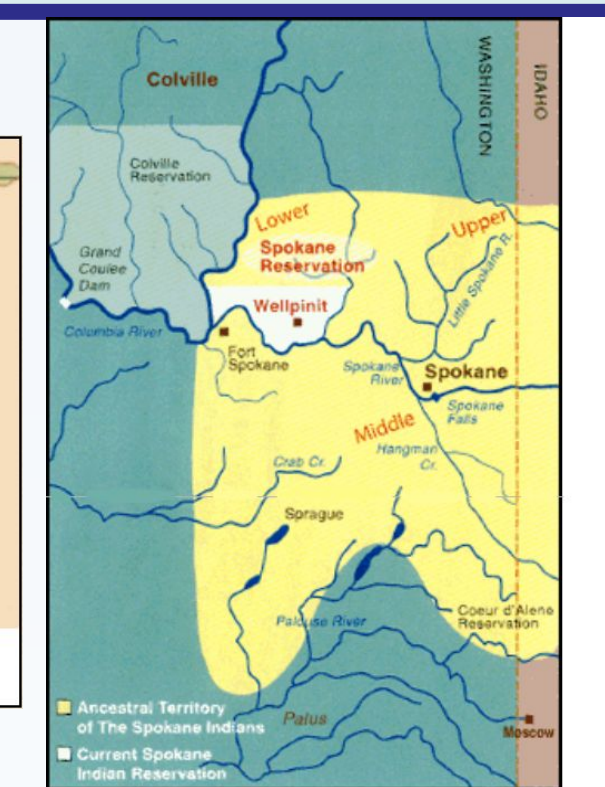 WASHINGTON
IDAHO
Colville
Colville
Reservation
Lower
Upper
Spokane
Reservation
Grand
Coulee
Dam
Little Spokane R.
Wellpinit
Columbia River
Fort
Spokane
Spokane
River
Spokane
Spokane
Falls
Middle
Hangman
Cr.
Crab Cr.
Sprague
Coeur d'Alene
Reservation
Palouse River
Ancestral Territory
of The Spokane Indians
Palus
Moscow
Current Spokane
Indian Reservation